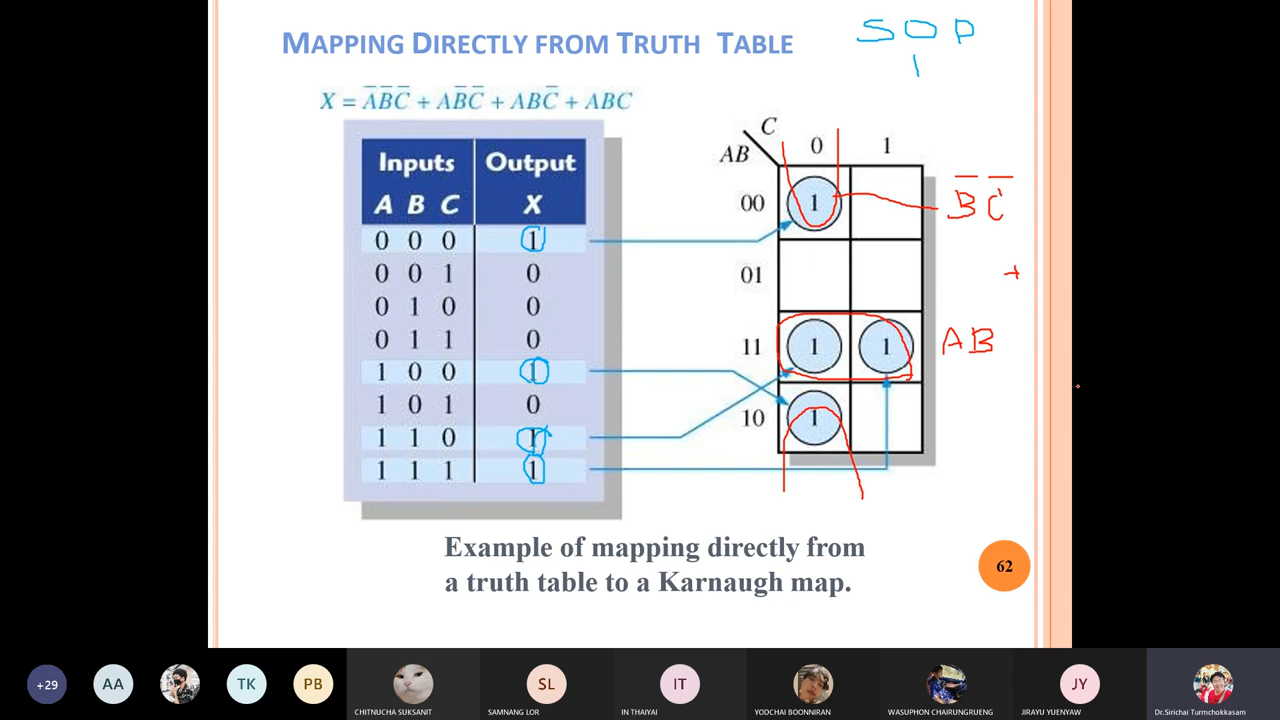 MAPPING DIRECTLY FROM TRUTH TABLE
SOP
1
X = A̅B̅C̅ + AB̅C̅ + ABC̅ + ABC
Inputs Output
A B C X
0 0 0 1
0 0 1 0
0 1 0 0
0 1 1 0
1 0 0 1
1 0 1 0
1 1 0 1
1 1 1 1
C
AB 0 1
00 1 B̅ C̅
01 +
11 1 1 AB
10 1
Example of mapping directly from
a truth table to a Karnaugh map.
62
+29 AA TK PB SL IT JY
CHITNUCHA SUKSANIT SAMNANG LOR IN THAIYAI YODCHAI BOONNIRAN WASUPHON CHAIRUNGRUENG JIRAYU YUENYAW Dr.Sirichai Turmchokkasam